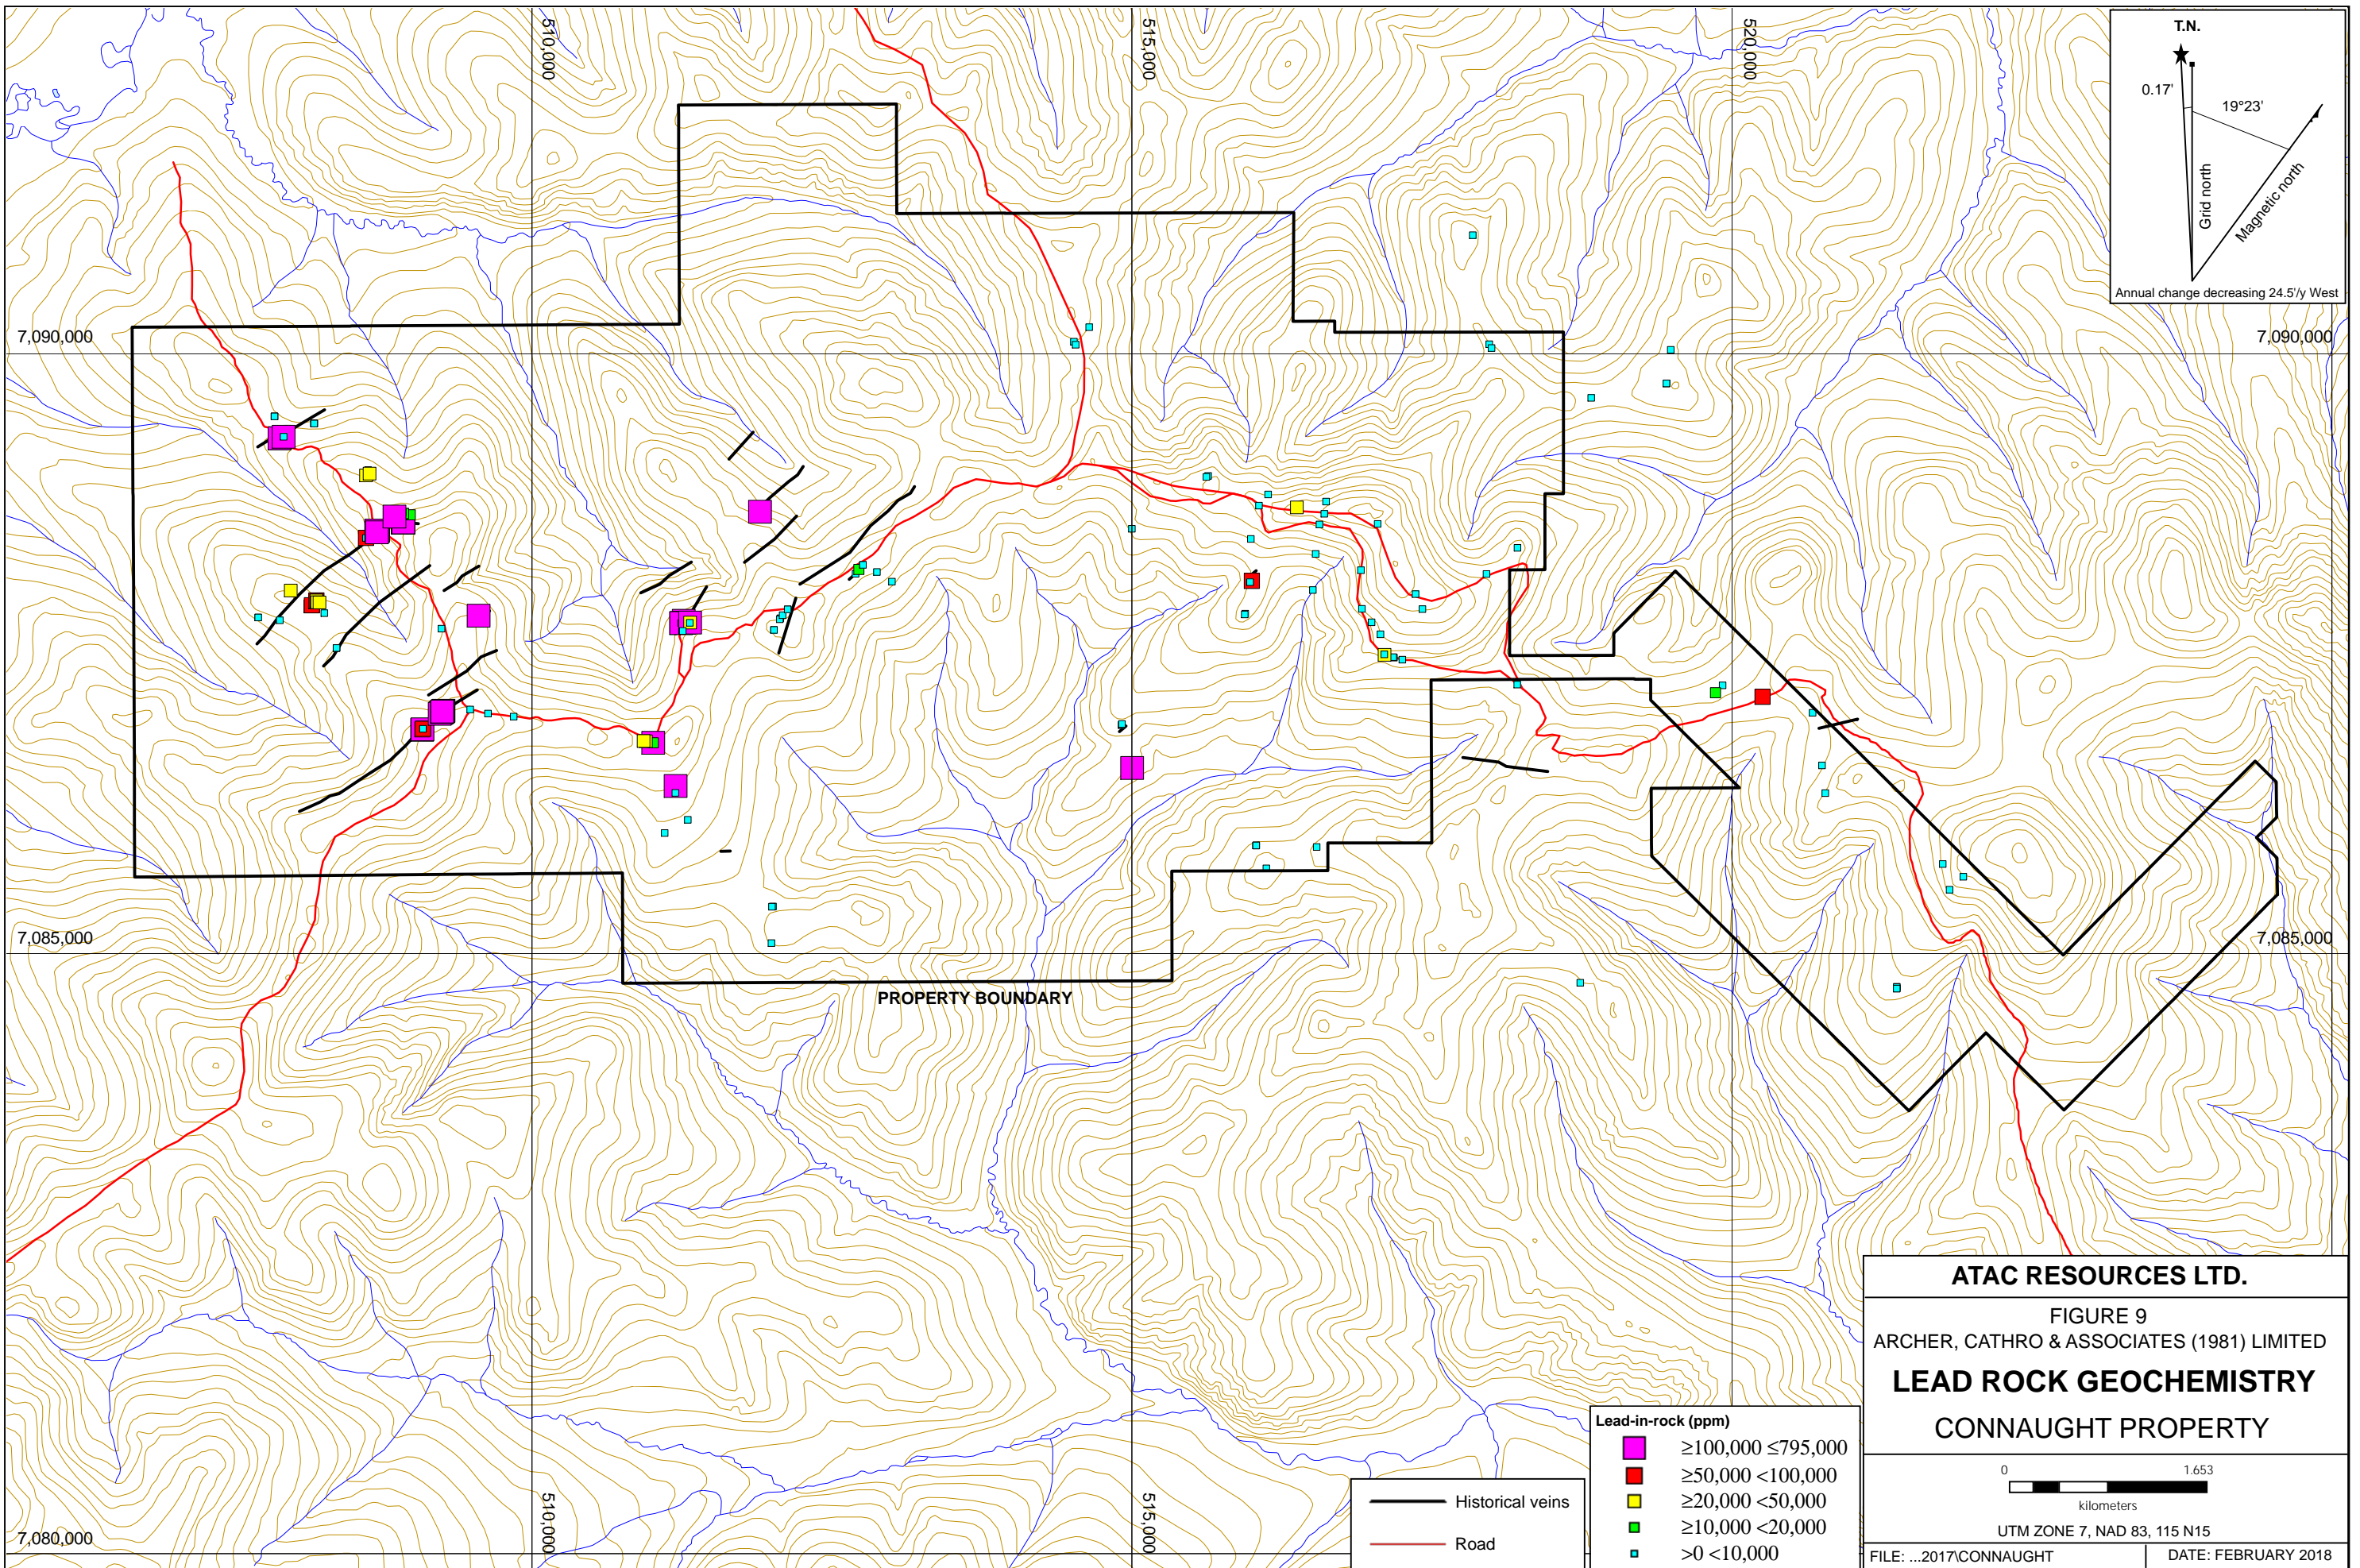 510,000
515,000
520,000
T.N.
0.17'
19°23'
Grid north
Magnetic north
Annual change decreasing 24.5'/y West
7,090,000
7,090,000
7,085,000
7,085,000
PROPERTY BOUNDARY
7,080,000
510,000
515,000
Historical veins
Road
Lead-in-rock (ppm)
≥100,000 ≤795,000
≥50,000 <100,000
≥20,000 <50,000
≥10,000 <20,000
>0 <10,000
ATAC RESOURCES LTD.
FIGURE 9
ARCHER, CATHRO & ASSOCIATES (1981) LIMITED
LEAD ROCK GEOCHEMISTRY
CONNAUGHT PROPERTY
0 1.653
kilometers
UTM ZONE 7, NAD 83, 115 N15
FILE: ...2017\CONNAUGHT DATE: FEBRUARY 2018